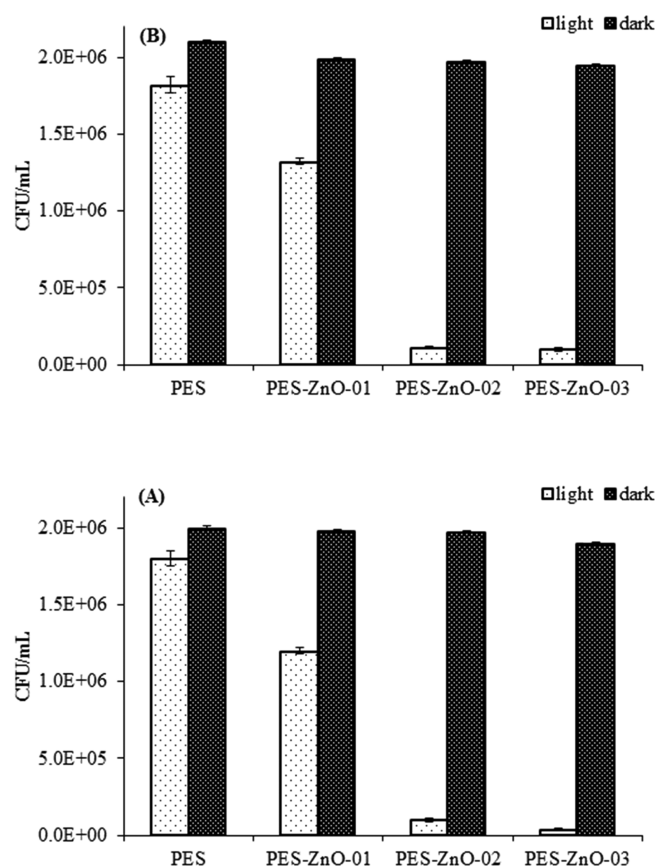 (B)
light dark
2.0E+06
1.5E+06
1.0E+06
5.0E+05
0.0E+00
CFU/mL
PES PES-ZnO-01 PES-ZnO-02 PES-ZnO-03
(A)
light dark
2.0E+06
1.5E+06
1.0E+06
5.0E+05
0.0E+00
CFU/mL
PES PES-ZnO-01 PES-ZnO-02 PES-ZnO-03